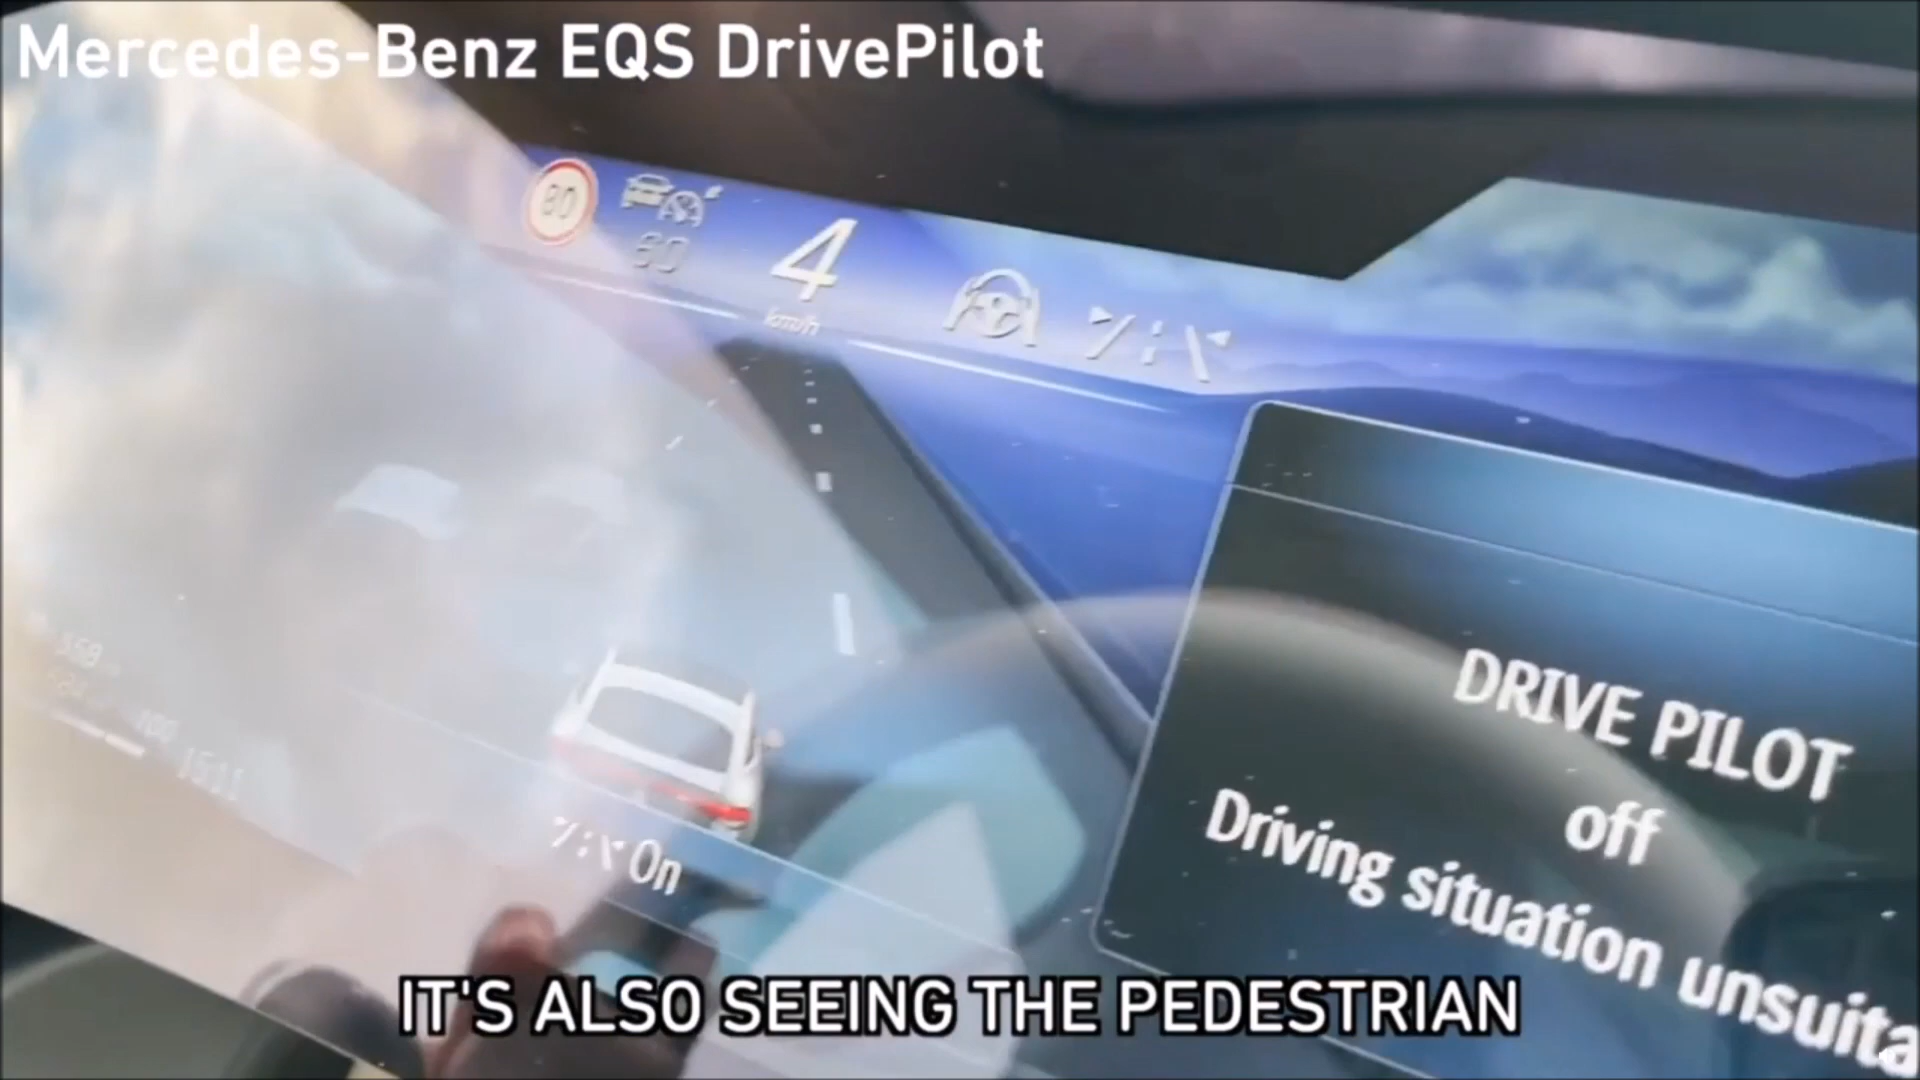 Mercedes-Benz EQS DrivePilot
80
60
4
km/h
DRIVE PILOT
off
Driving situation unsuita
On
IT'S ALSO SEEING THE PEDESTRIAN